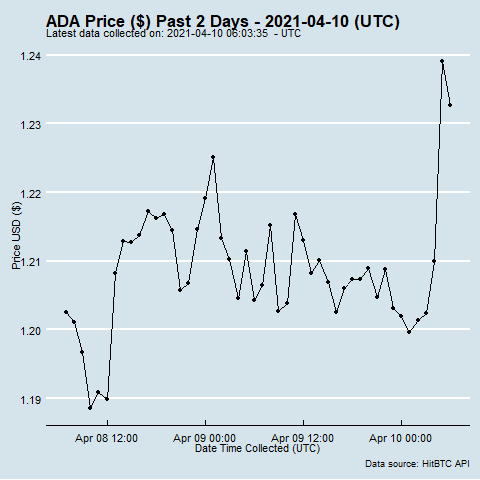 ADA Price ($) Past 2 Days - 2021-04-10 (UTC)
Latest data collected on: 2021-04-10 06:03:35 - UTC
1.24
1.23
1.22
1.21
1.20
1.19
Price USD ($)
Apr 08 12:00
Apr 09 00:00
Apr 09 12:00
Apr 10 00:00
Date Time Collected (UTC)
Data source: HitBTC API